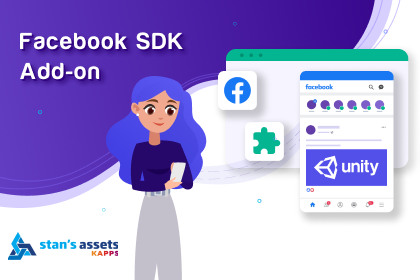 Facebook SDK
Add-on
facebook
unity
stan's assets
KAPPS